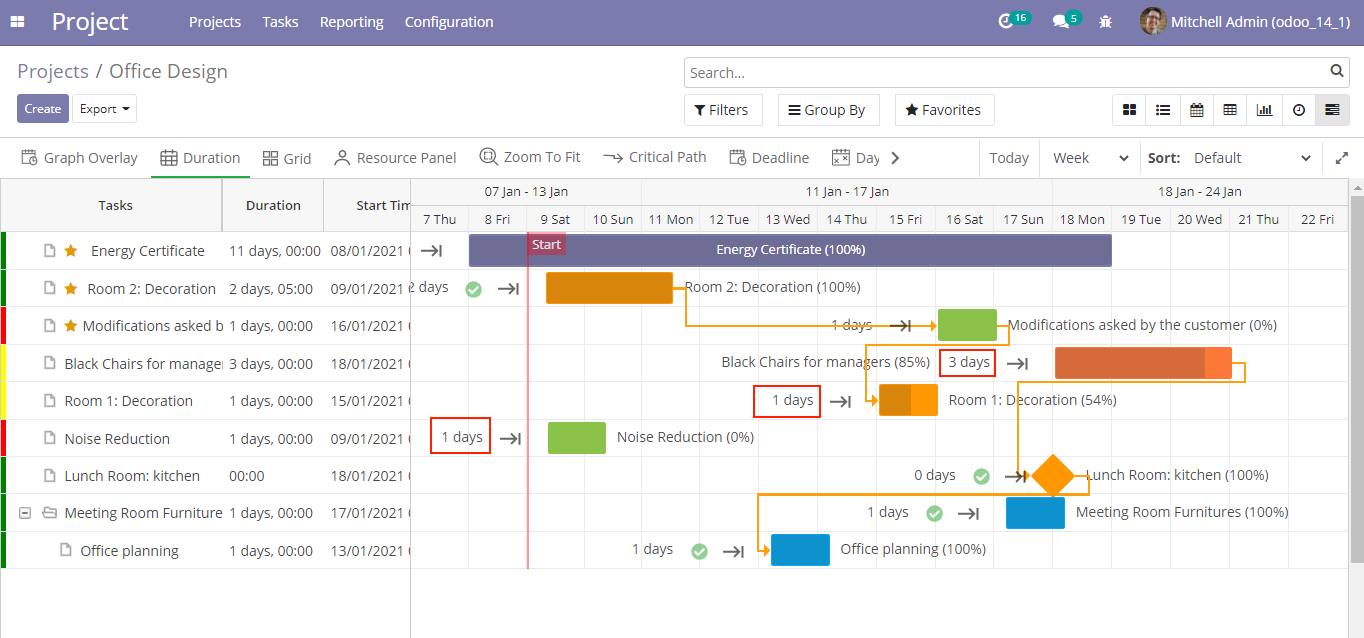 Project Projects Tasks Reporting Configuration 16 5 Mitchell Admin (odoo_14_1)
Projects / Office Design
Search...
Create Export
Filters Group By Favorites
Graph Overlay Duration Grid Resource Panel Zoom To Fit Critical Path Deadline Day Today Week Sort: Default
Tasks Duration Start Tim
07 Jan - 13 Jan 11 Jan - 17 Jan 18 Jan - 24 Jan
7 Thu 8 Fri 9 Sat 10 Sun 11 Mon 12 Tue 13 Wed 14 Thu 15 Fri 16 Sat 17 Sun 18 Mon 19 Tue 20 Wed 21 Thu 22 Fri
Energy Certificate 11 days, 00:00 08/01/2021 Start Energy Certificate (100%)
Room 2: Decoration 2 days, 05:00 09/01/2021 2 days Room 2: Decoration (100%)
Modifications asked b 1 days, 00:00 16/01/2021 1 days Modifications asked by the customer (0%)
Black Chairs for manager 3 days, 00:00 18/01/2021 Black Chairs for managers (85%) 3 days
Room 1: Decoration 1 days, 00:00 15/01/2021 1 days Room 1: Decoration (54%)
Noise Reduction 1 days, 00:00 09/01/2021 1 days Noise Reduction (0%)
Lunch Room: kitchen 00:00 18/01/2021 0 days Lunch Room: kitchen (100%)
Meeting Room Furniture 1 days, 00:00 17/01/2021 1 days Meeting Room Furnitures (100%)
Office planning 1 days, 00:00 13/01/2021 1 days Office planning (100%)